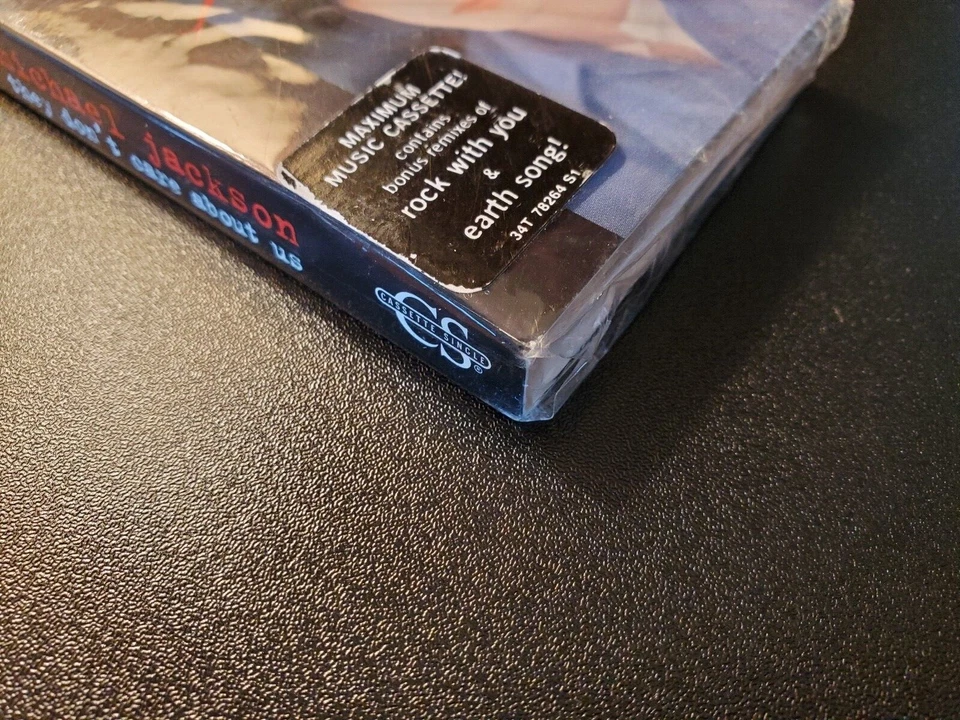 michael jackson
they don't care about us
CS
CASSETTE SINGLE
®
MAXIMUM
MUSIC CASSETTE!
contains
bonus remixes of
rock with you
&
earth song!
34T 78264 S1